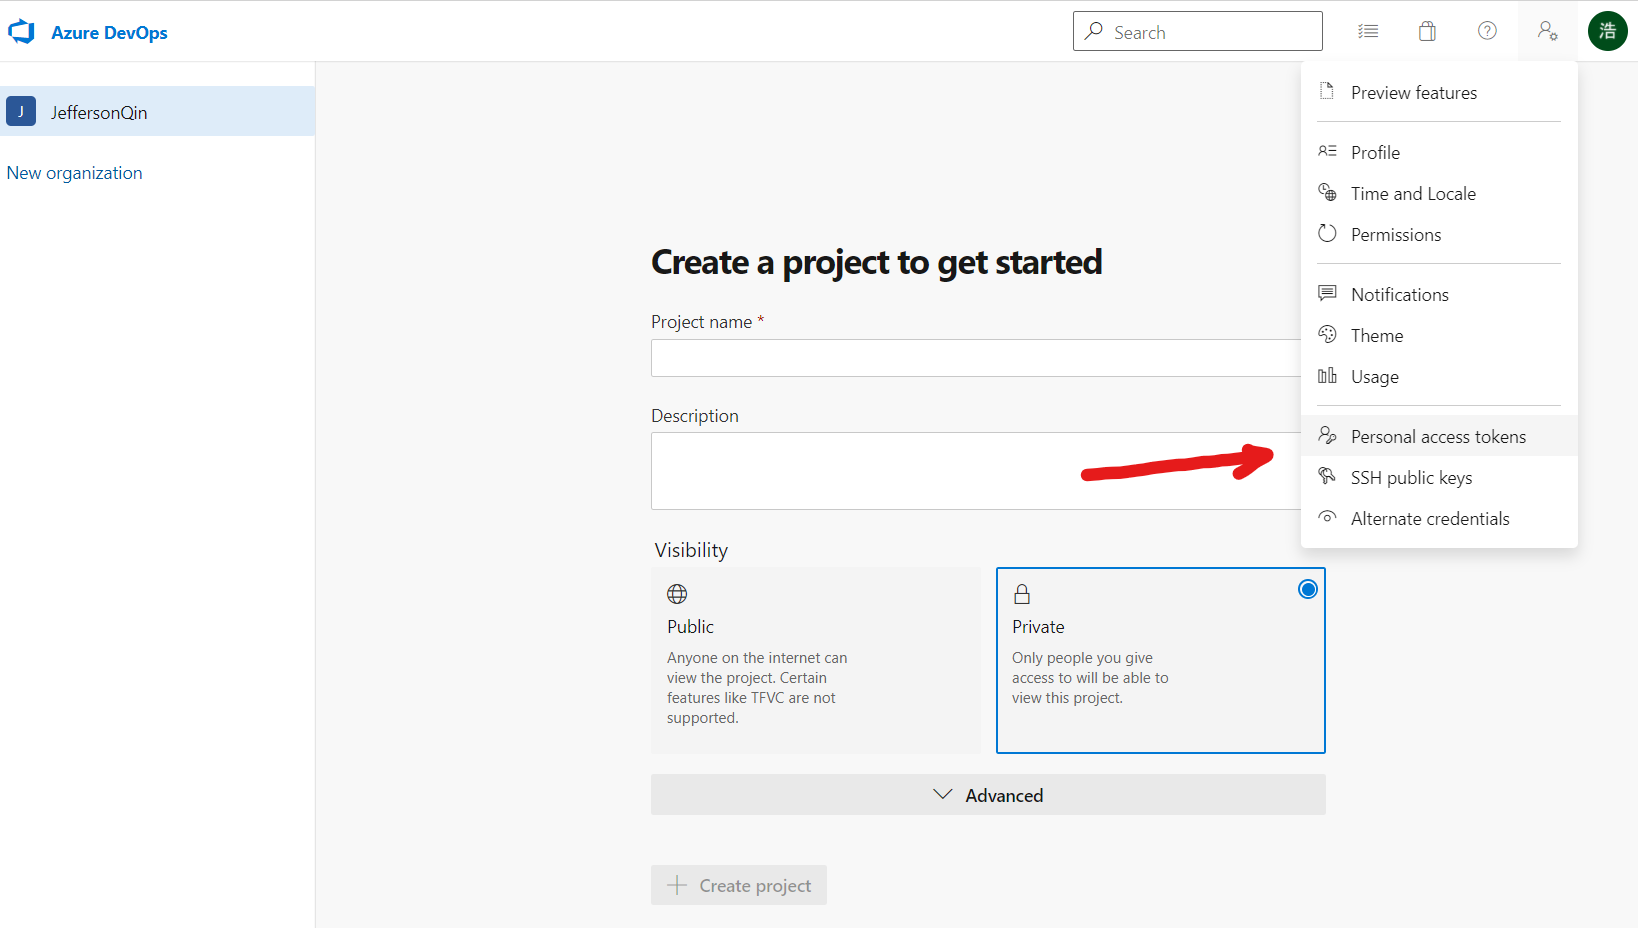 Azure DevOps
Search
浩
J
JeffersonQin
New organization
Create a project to get started
Project name *
Description
Visibility
Public
Anyone on the internet can
view the project. Certain
features like TFVC are not
supported.
Private
Only people you give
access to will be able to
view this project.
Advanced
Create project
Preview features
Profile
Time and Locale
Permissions
Notifications
Theme
Usage
Personal access tokens
SSH public keys
Alternate credentials